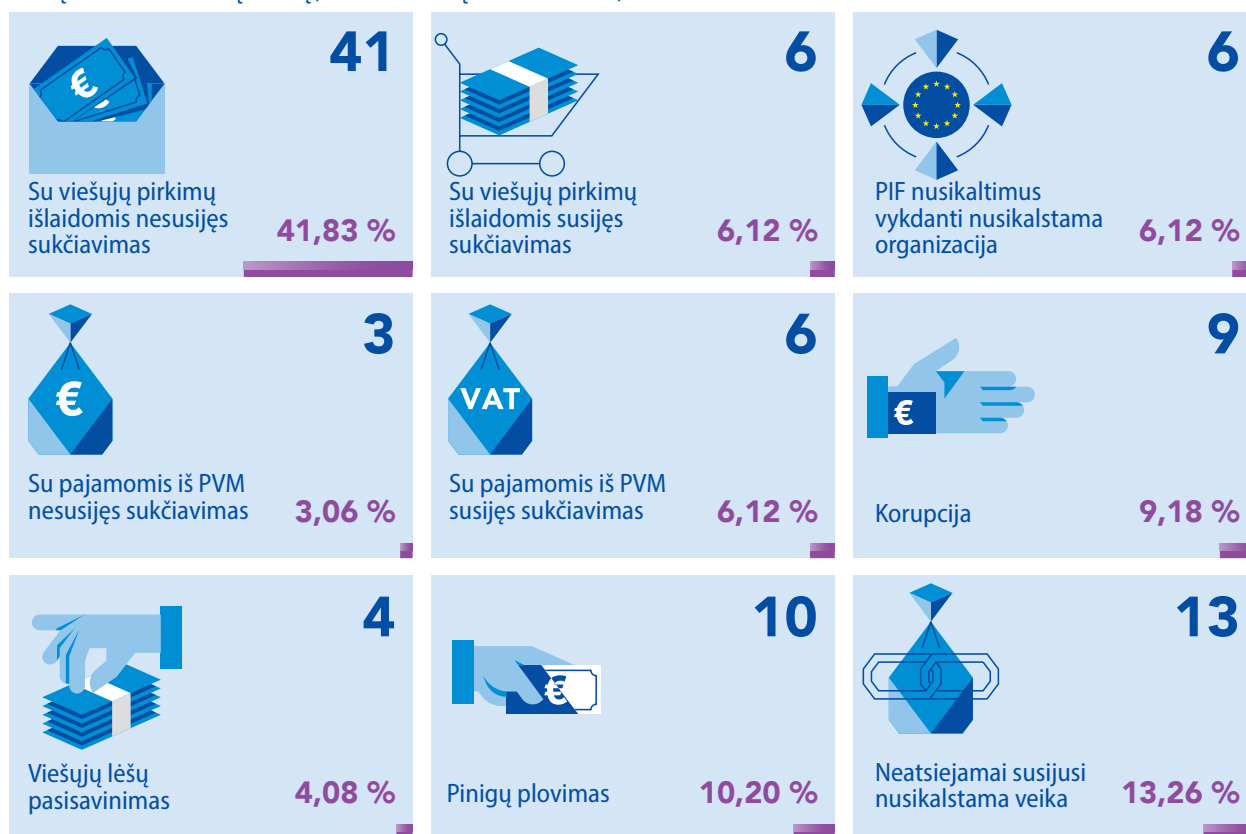 41
Su viešųjų pirkimų
išlaidomis nesusijęs
sukčiavimas
41,83 %
6
Su viešųjų pirkimų
išlaidomis susijęs
sukčiavimas
6,12 %
6
PIF nusikaltimus
vykdanti nusikalstama
organizacija
6,12 %
€
3
Su pajamomis iš PVM
nesusijęs sukčiavimas
3,06 %
VAT
6
Su pajamomis iš PVM
susijęs sukčiavimas
6,12 %
€
9
Korupcija
9,18 %
4
Viešųjų lėšų
pasisavinimas
4,08 %
€
10
Pinigų plovimas
10,20 %
13
Neatsiejamai susijusi
nusikalstama veika
13,26 %